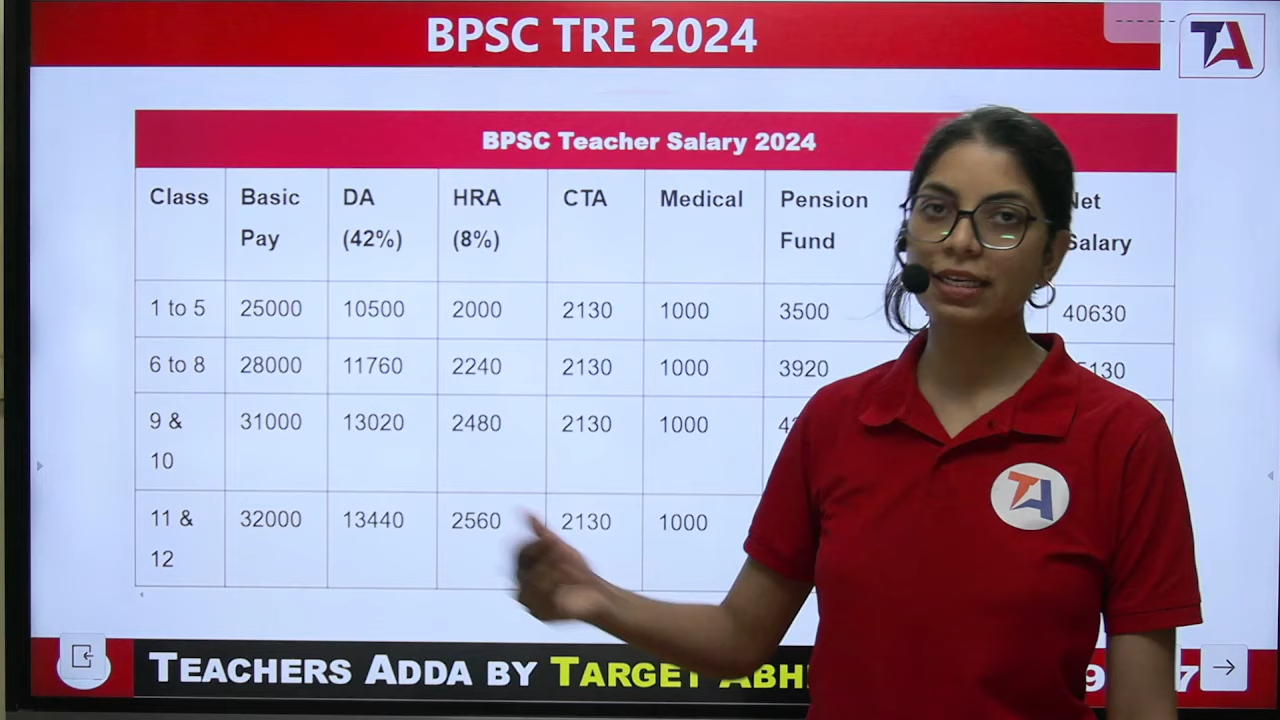 BPSC TRE 2024
TA
BPSC Teacher Salary 2024
Class Basic Pay DA (42%) HRA (8%) CTA Medical Pension Fund Net Salary
1 to 5 25000 10500 2000 2130 1000 3500 40630
6 to 8 28000 11760 2240 2130 1000 3920
9 & 10 31000 13020 2480 2130 1000
11 & 12 32000 13440 2560 2130 1000
TA
TEACHERS ADDA BY TARGET